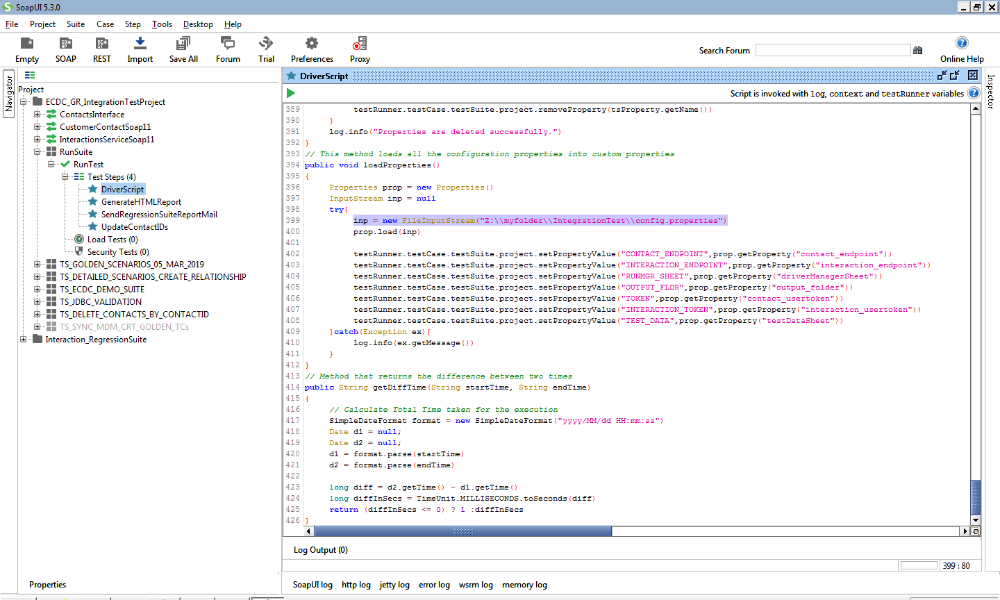 SoapUI 5.3.0
File Project Suite Case Step Tools Desktop Help
Empty SOAP REST Import Save All Forum Trial Preferences Proxy Search Forum Online Help
Navigator
Project
ECDC_GR_IntegrationTestProject
ContactsInterface
CustomerContactSoap11
InteractionsServiceSoap11
RunSuite
RunTest
Test Steps (4)
DriverScript
GenerateHTMLReport
SendRegressionSuiteReportMail
UpdateContactIDs
Load Tests (0)
Security Tests (0)
TS_GOLDEN_SCENARIOS_05_MAR_2019
TS_DETAILED_SCENARIOS_CREATE_RELATIONSHIP
TS_ECDC_DEMO_SUITE
TS_JDBC_VALIDATION
TS_DELETE_CONTACTS_BY_CONTACTID
TS_SYNC_MDM_CRT_GOLDEN_TCs
Interaction_RegressionSuite
Properties
DriverScript
Script is invoked with log, context and testRunner variables
Inspector
389 testRunner.testCase.testSuite.project.removeProperty(tsProperty.getName())
390 }
391 log.info("Properties are deleted successfully.")
392 }
393 // This method loads all the configuration properties into custom properties
394 public void loadProperties()
395 {
396 Properties prop = new Properties()
397 InputStream inp = null
398 try{
399 inp = new FileInputStream("Z:\\myfolder\\IntegrationTest\\config.properties")
400 prop.load(inp)
401
402 testRunner.testCase.testSuite.project.setPropertyValue("CONTACT_ENDPOINT",prop.getProperty("contact_endpoint"))
403 testRunner.testCase.testSuite.project.setPropertyValue("INTERACTION_ENDPOINT",prop.getProperty("interaction_endpoint"))
404 testRunner.testCase.testSuite.project.setPropertyValue("RUNMGR_SHEET",prop.getProperty("driverManagerSheet"))
405 testRunner.testCase.testSuite.project.setPropertyValue("OUTPUT_FLDR",prop.getProperty("output_folder"))
406 testRunner.testCase.testSuite.project.setPropertyValue("TOKEN",prop.getProperty("contact_usertoken"))
407 testRunner.testCase.testSuite.project.setPropertyValue("INTERACTION_TOKEN",prop.getProperty("interaction_usertoken"))
408 testRunner.testCase.testSuite.project.setPropertyValue("TEST_DATA",prop.getProperty("testDataSheet"))
409 }catch(Exception ex){
410 log.info(ex.getMessage())
411 }
412 }
413 // Method that returns the difference between two times
414 public String getDiffTime(String startTime, String endTime)
415 {
416 // Calculate Total Time taken for the execution
417 SimpleDateFormat format = new SimpleDateFormat("yyyy/MM/dd HH:mm:ss")
418 Date d1 = null;
419 Date d2 = null;
420 d1 = format.parse(startTime)
421 d2 = format.parse(endTime)
422
423 long diff = d2.getTime() - d1.getTime()
424 long diffInSecs = TimeUnit.MILLISECONDS.toSeconds(diff)
425 return (diffInSecs <= 0) ? 1 :diffInSecs
426 }
Log Output (0)
399 : 80
SoapUI log http log jetty log error log wsrm log memory log